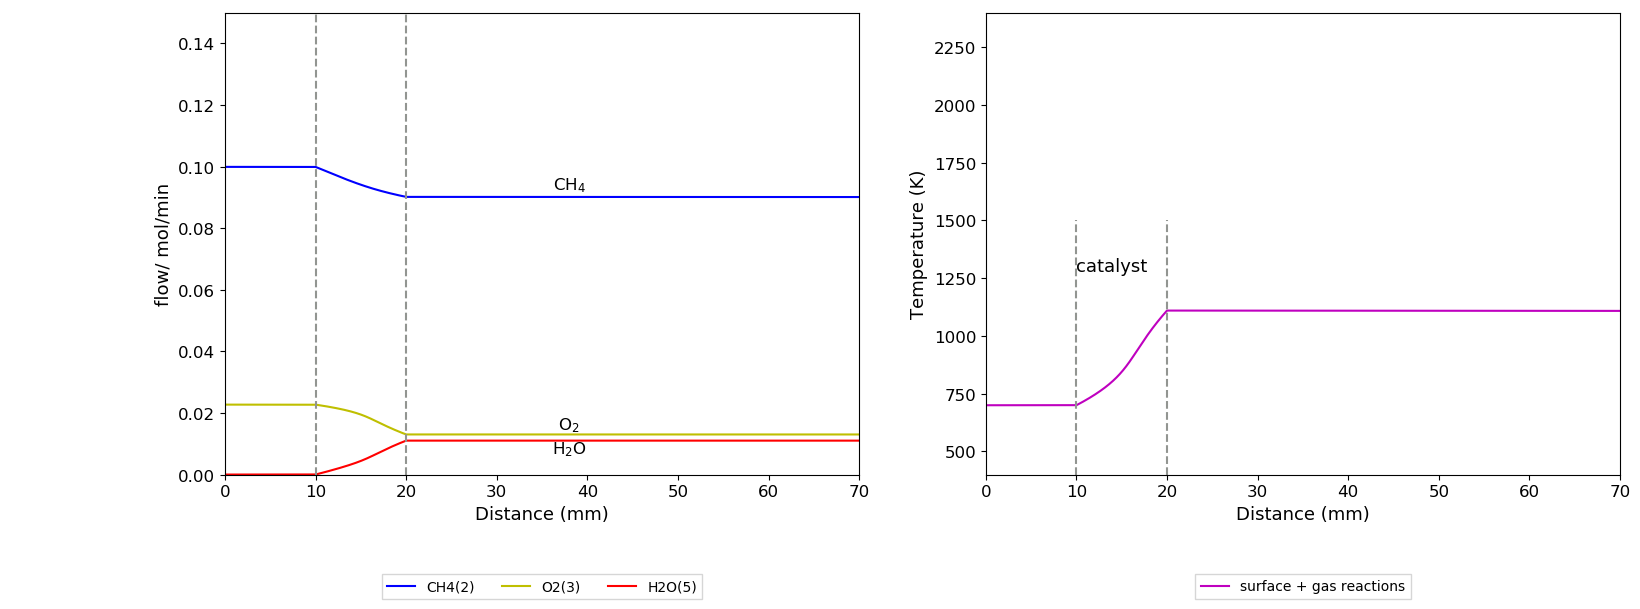 0.14
0.12
0.10
0.08
0.06
0.04
0.02
0.00
flow/ mol/min
CH₄
O₂
H₂O
0 10 20 30 40 50 60 70
Distance (mm)
CH4(2) O2(3) H2O(5)
2250
2000
1750
1500
1250
1000
750
500
Temperature (K)
catalyst
0 10 20 30 40 50 60 70
Distance (mm)
surface + gas reactions